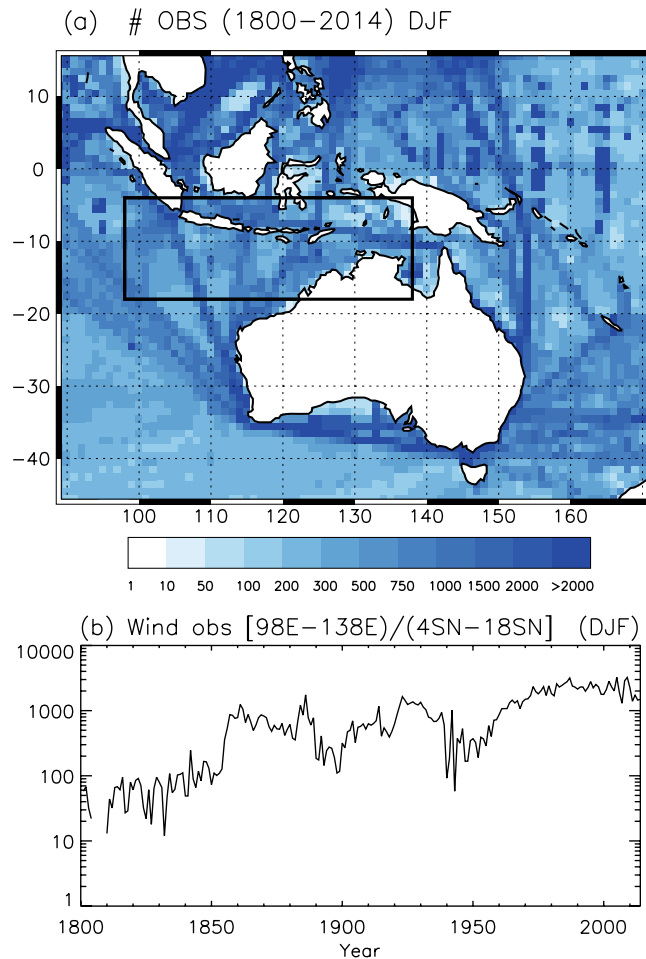 (a) # OBS (1800−2014) DJF
10
0
−10
−20
−30
−40
100 110 120 130 140 150 160
1 10 50 100 200 300 500 750 1000 1500 2000 >2000
(b) Wind obs [98E−138E)/(4SN−18SN] (DJF)
10000
1000
100
10
1
1800 1850 1900 1950 2000
Year